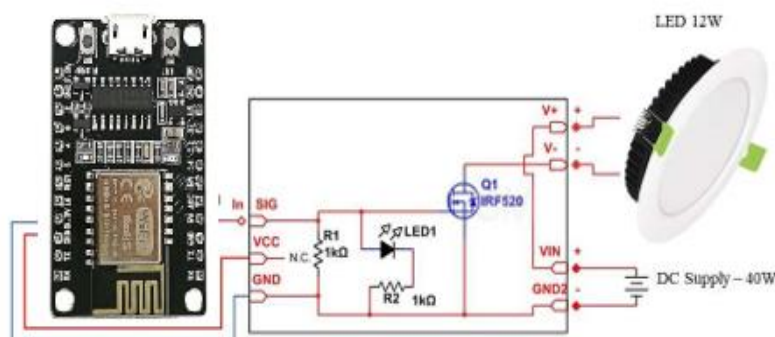 LED 12W
V+ +
V- -
Q1
IRF520
In SIG
R1
1kΩ
LED1
VCC
N.C.
GND
R2 1kΩ
VIN +
GND2 -
DC Supply – 40W